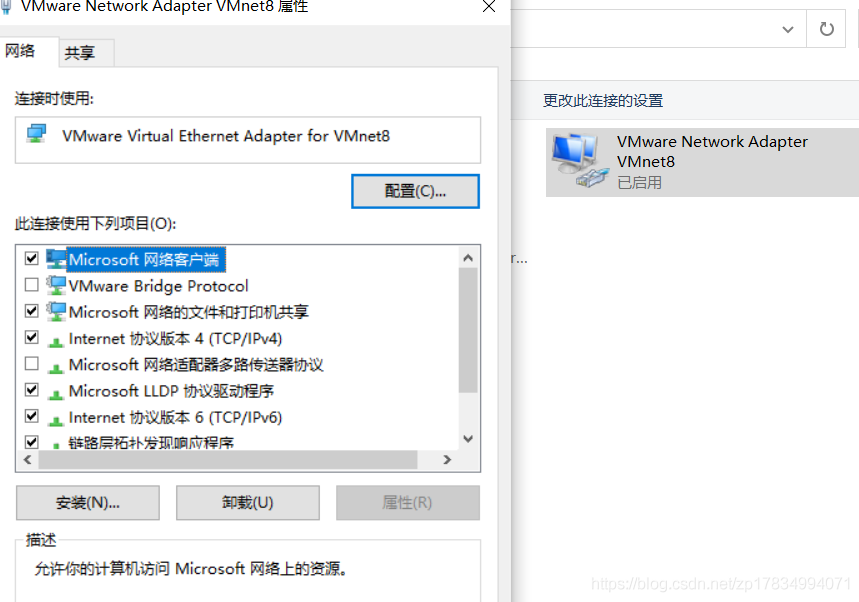 VMware Network Adapter VMnet8 属性
网络
共享
连接时使用:
VMware Virtual Ethernet Adapter for VMnet8
配置(C)...
此连接使用下列项目(O):
Microsoft 网络客户端
VMware Bridge Protocol
Microsoft 网络的文件和打印机共享
Internet 协议版本 4 (TCP/IPv4)
Microsoft 网络适配器多路传送器协议
Microsoft LLDP 协议驱动程序
Internet 协议版本 6 (TCP/IPv6)
链路层拓扑发现响应程序
安装(N)...
卸载(U)
属性(R)
描述
允许你的计算机访问 Microsoft 网络上的资源。
更改此连接的设置
VMware Network Adapter
VMnet8
已启用
r...
https://blog.csdn.net/zp17834994071